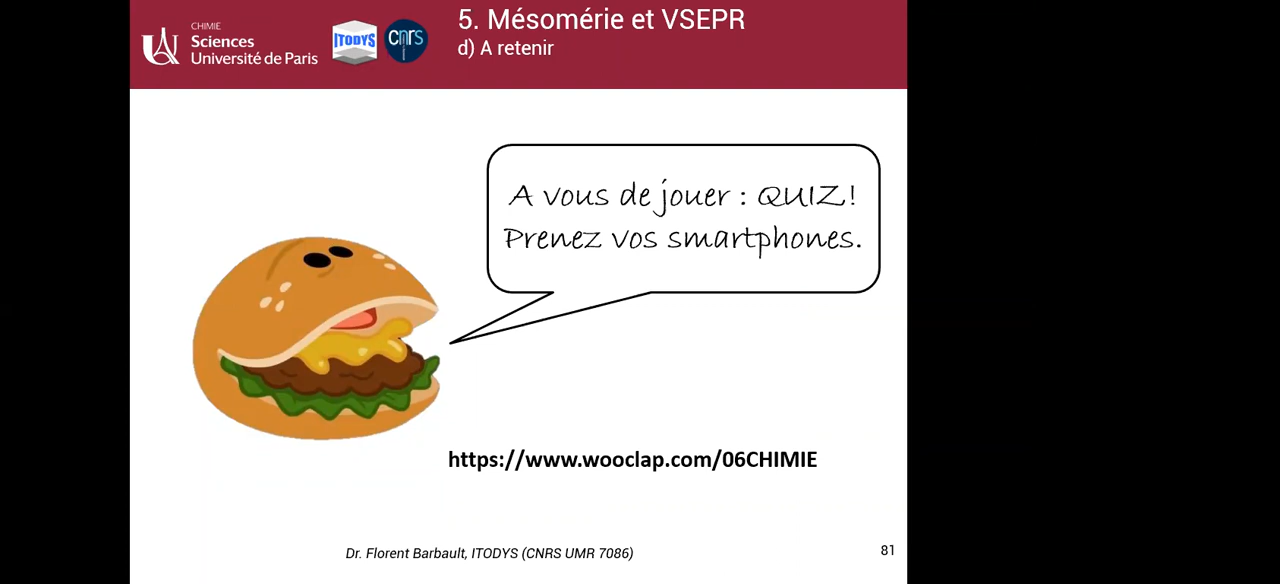 5. Mésomérie et VSEPR
d) A retenir
CHIMIE
Sciences
Université de Paris
ITODYS
cnrs
A vous de jouer : QUIZ!
Prenez vos smartphones.
https://www.wooclap.com/06CHIMIE
Dr. Florent Barbault, ITODYS (CNRS UMR 7086)
81